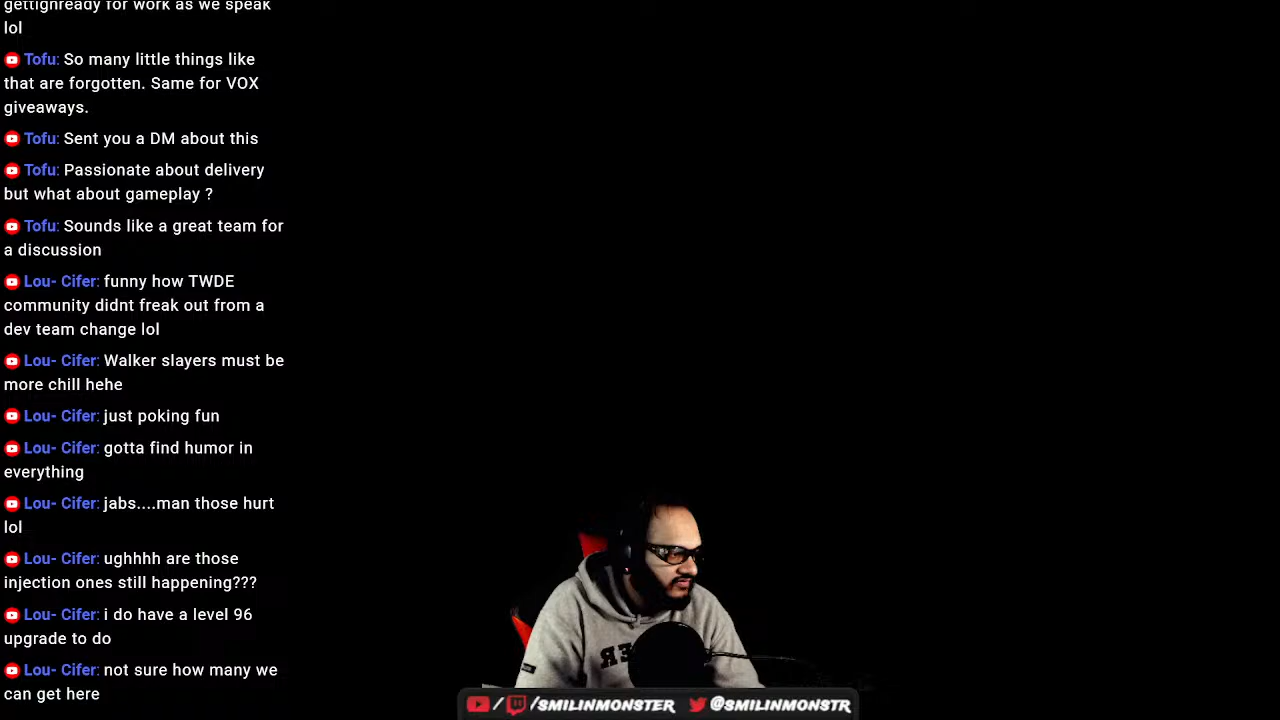 gettignready for work as we speak
lol
Tofu: So many little things like
that are forgotten. Same for VOX
giveaways.
Tofu: Sent you a DM about this
Tofu: Passionate about delivery
but what about gameplay ?
Tofu: Sounds like a great team for
a discussion
Lou- Cifer: funny how TWDE
community didnt freak out from a
dev team change lol
Lou- Cifer: Walker slayers must be
more chill hehe
Lou- Cifer: just poking fun
Lou- Cifer: gotta find humor in
everything
Lou- Cifer: jabs....man those hurt
lol
Lou- Cifer: ughhhh are those
injection ones still happening???
Lou- Cifer: i do have a level 96
upgrade to do
Lou- Cifer: not sure how many we
can get here
/ /SMILINMONSTER @SMILINMONSTR